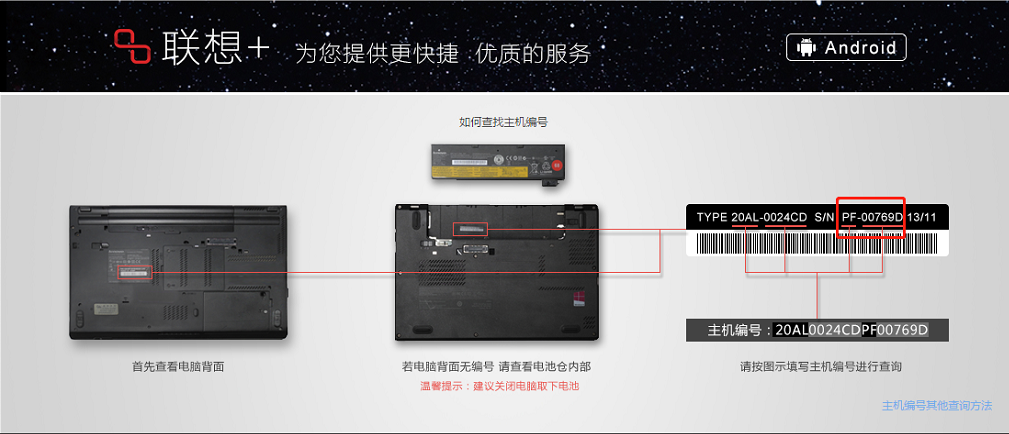 联想+ 为您提供更快捷 优质的服务
Android
如何查找主机编号
TYPE 20AL-0024CD S/N PF-00769D 13/11
主机编号：20AL0024CDPF00769D
首先查看电脑背面
若电脑背面无编号 请查看电池仓内部
请按图示填写主机编号进行查询
温馨提示：建议关闭电脑取下电池
主机编号其他查询方法